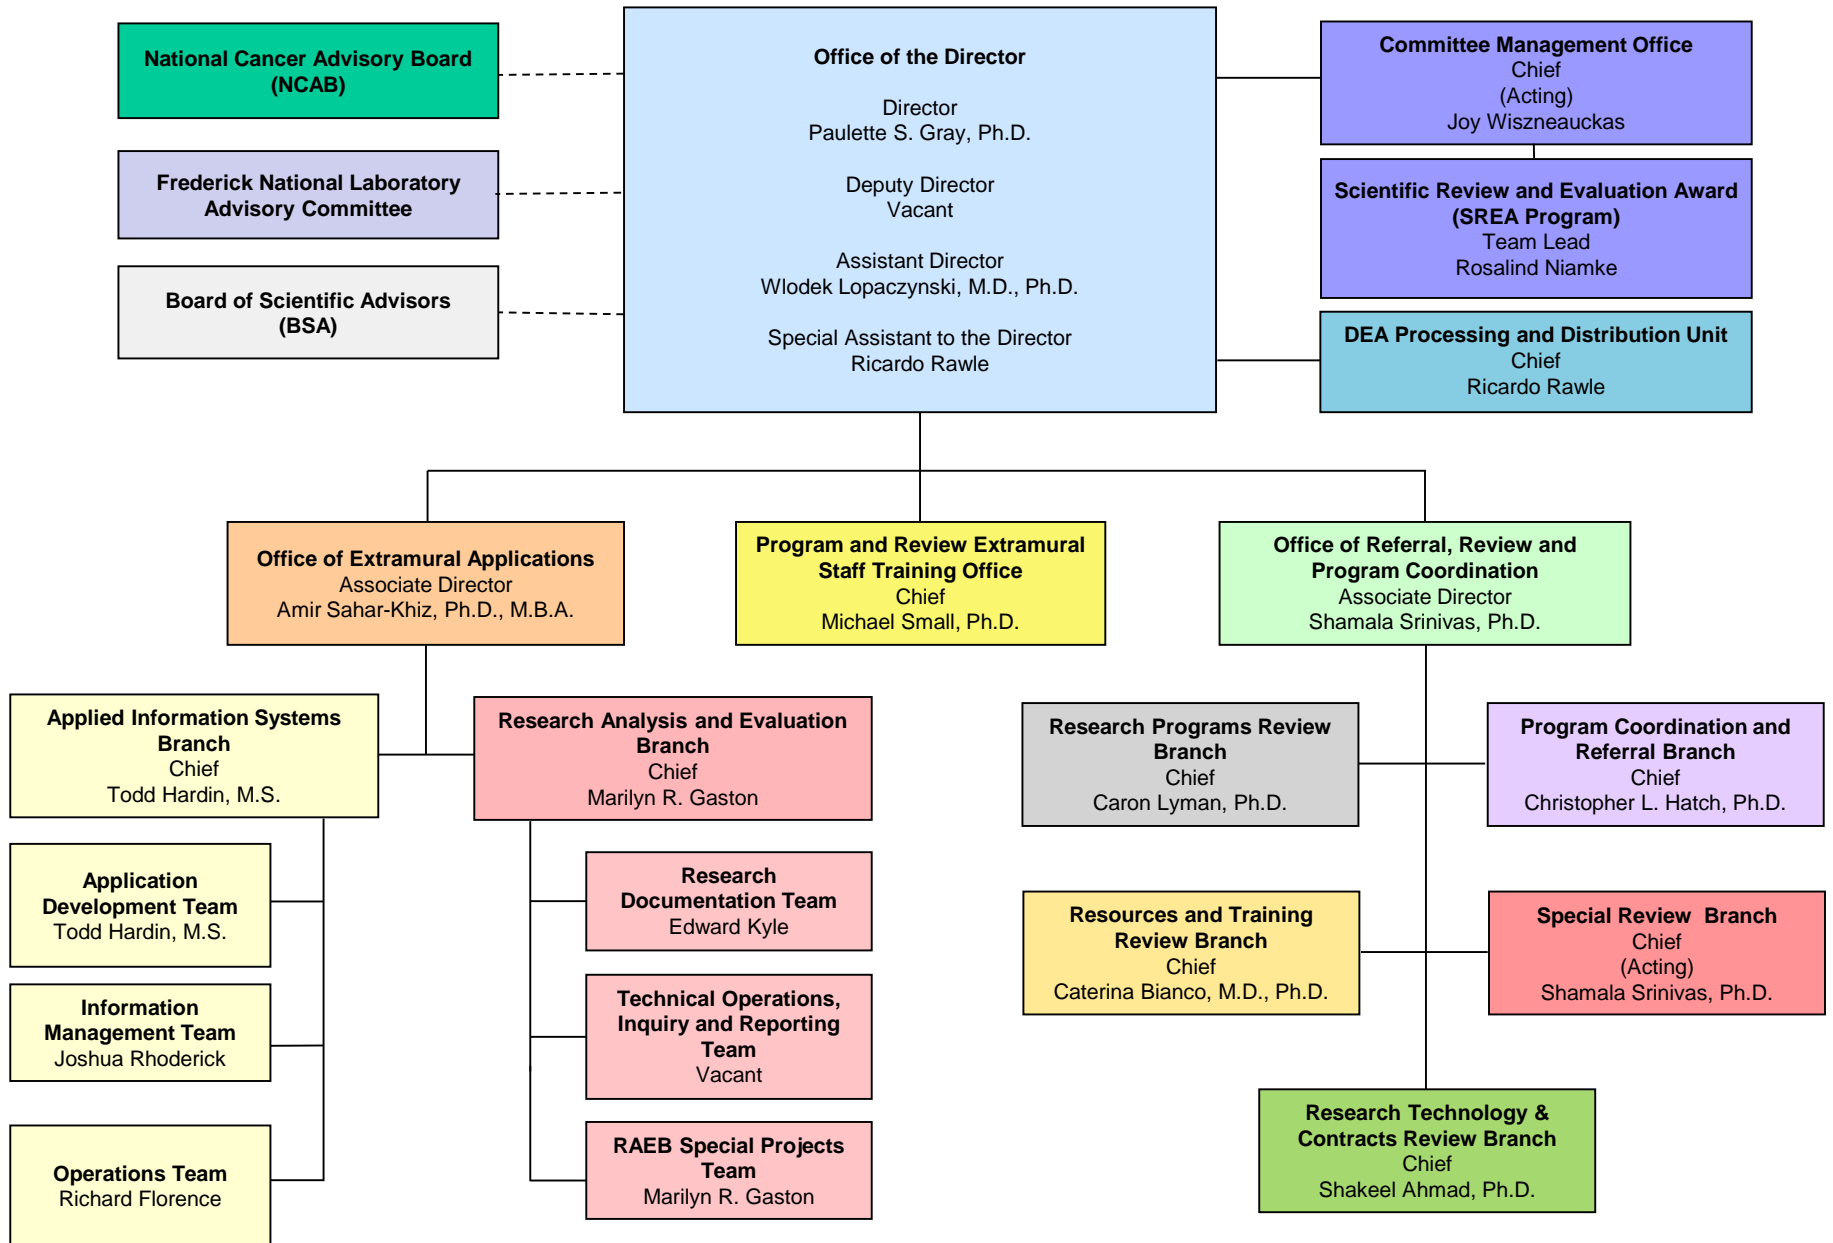 National Cancer Advisory Board
(NCAB)
Frederick National Laboratory
Advisory Committee
Board of Scientific Advisors
(BSA)
Office of the Director
Director
Paulette S. Gray, Ph.D.
Deputy Director
Vacant
Assistant Director
Wlodek Lopaczynski, M.D., Ph.D.
Special Assistant to the Director
Ricardo Rawle
Committee Management Office
Chief
(Acting)
Joy Wiszneauckas
Scientific Review and Evaluation Award
(SREA Program)
Team Lead
Rosalind Niamke
DEA Processing and Distribution Unit
Chief
Ricardo Rawle
Office of Extramural Applications
Associate Director
Amir Sahar-Khiz, Ph.D., M.B.A.
Program and Review Extramural
Staff Training Office
Chief
Michael Small, Ph.D.
Office of Referral, Review and
Program Coordination
Associate Director
Shamala Srinivas, Ph.D.
Applied Information Systems
Branch
Chief
Todd Hardin, M.S.
Application
Development Team
Todd Hardin, M.S.
Information
Management Team
Joshua Rhoderick
Operations Team
Richard Florence
Research Analysis and Evaluation
Branch
Chief
Marilyn R. Gaston
Research
Documentation Team
Edward Kyle
Technical Operations,
Inquiry and Reporting
Team
Vacant
RAEB Special Projects
Team
Marilyn R. Gaston
Research Programs Review
Branch
Chief
Caron Lyman, Ph.D.
Program Coordination and
Referral Branch
Chief
Christopher L. Hatch, Ph.D.
Resources and Training
Review Branch
Chief
Caterina Bianco, M.D., Ph.D.
Special Review  Branch
Chief
(Acting)
Shamala Srinivas, Ph.D.
Research Technology &
Contracts Review Branch
Chief
Shakeel Ahmad, Ph.D.